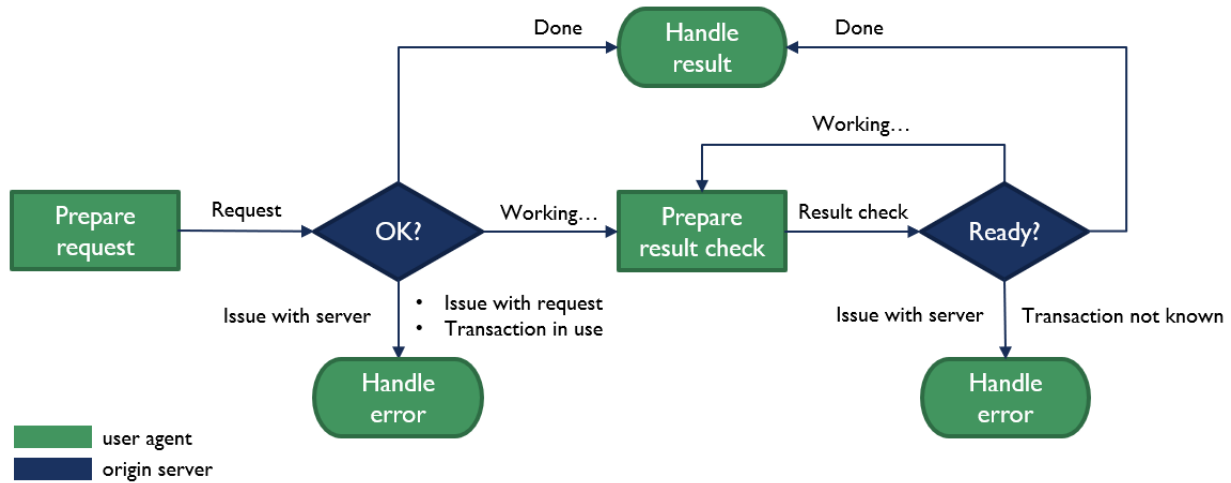 Done
Handle
result
Done
Working…
Prepare
request
Request
OK?
Working…
Prepare
result check
Result check
Ready?
Issue with server
• Issue with request
• Transaction in use
Issue with server
Transaction not known
Handle
error
Handle
error
user agent
origin server